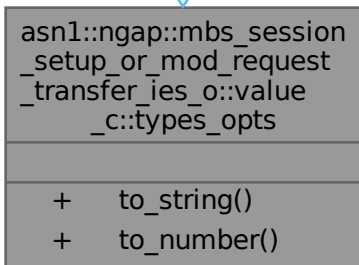 asn1::ngap::mbs_session
_setup_or_mod_request
_transfer_ies_o::value
_c::types_opts
+ to_string()
+ to_number()